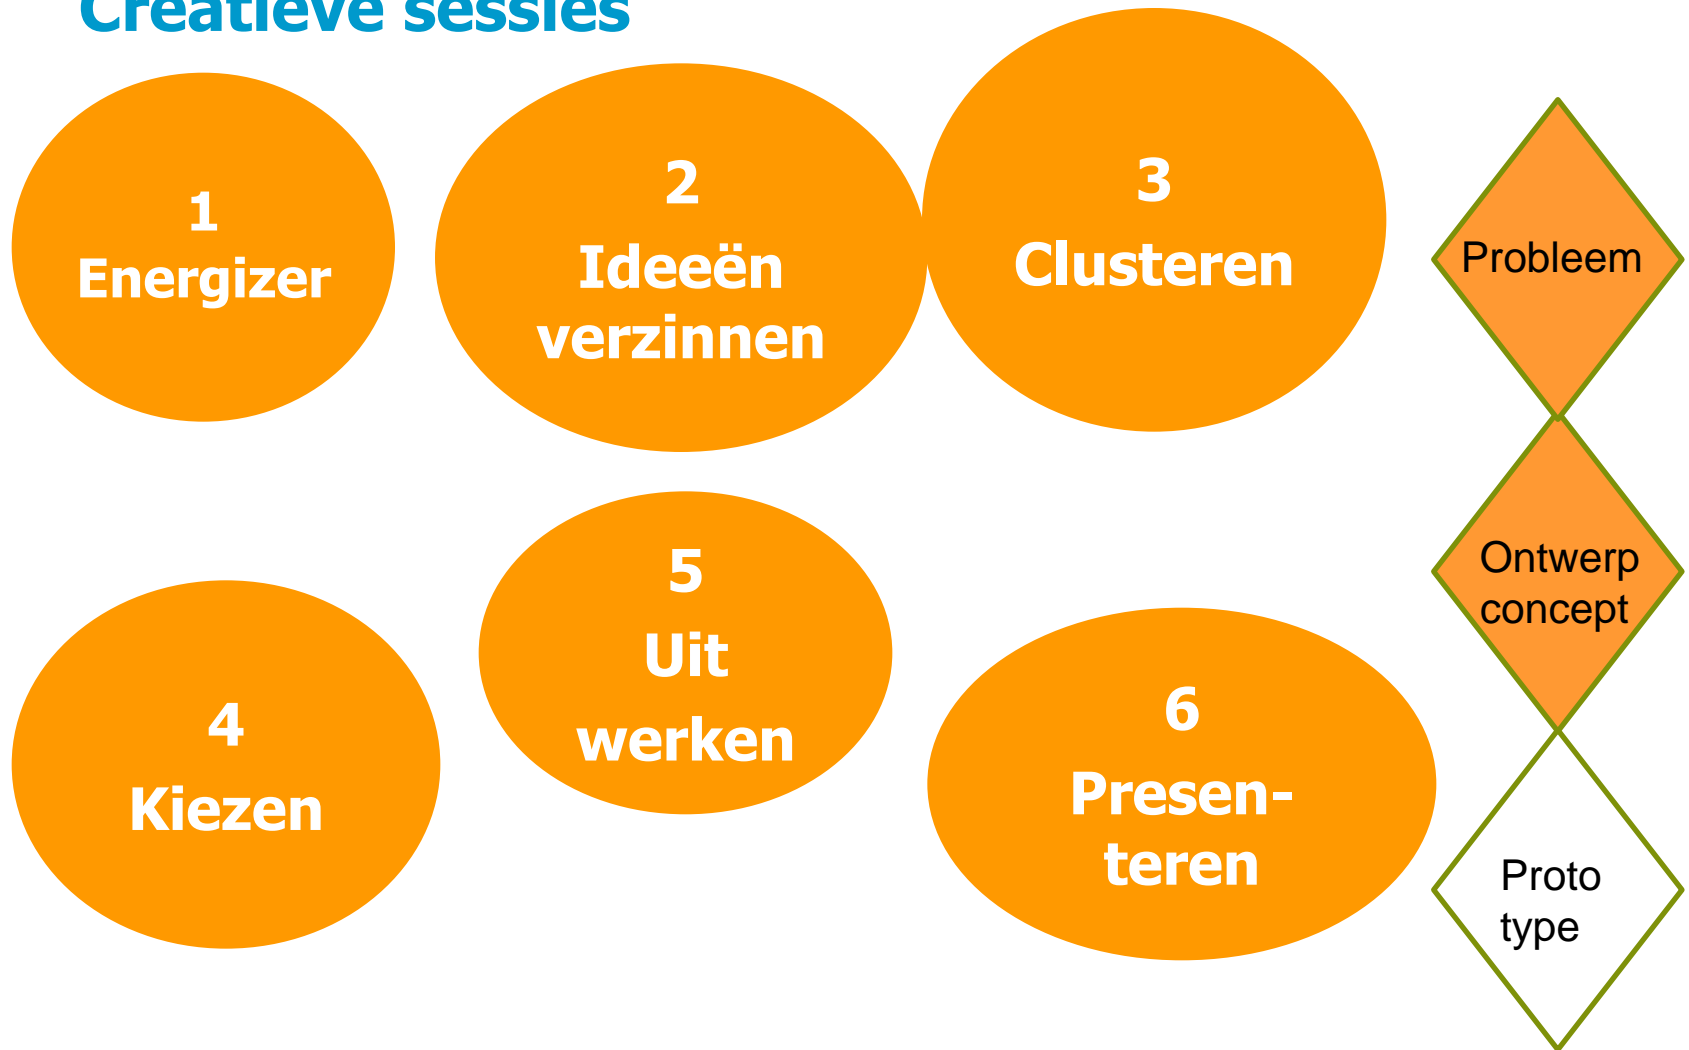 Creatieve sessies
1
Energizer
2
Ideeën
verzinnen
3
Clusteren
4
Kiezen
5
Uit
werken
6
Presen-
teren
Probleem
Ontwerp
concept
Proto
type